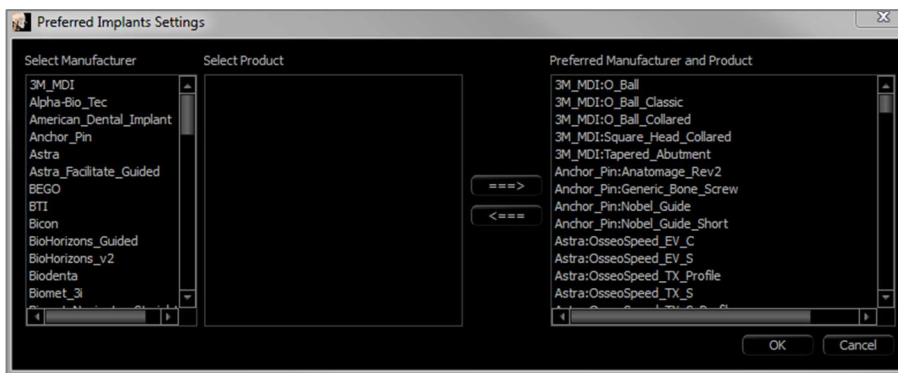 Preferred Implants Settings
Select Manufacturer
Select Product
Preferred Manufacturer and Product
3M_MDI
Alpha-Bio_Tec
American_Dental_Implant
Anchor_Pin
Astra
Astra_Facilitate_Guided
BEGO
BTI
Bicon
BioHorizons_Guided
BioHorizons_v2
Biodenta
Biomet_3i
===>
<===
3M_MDI:O_Ball
3M_MDI:O_Ball_Classic
3M_MDI:O_Ball_Collared
3M_MDI:Square_Head_Collared
3M_MDI:Tapered_Abutment
Anchor_Pin:Anatomage_Rev2
Anchor_Pin:Generic_Bone_Screw
Anchor_Pin:Nobel_Guide
Anchor_Pin:Nobel_Guide_Short
Astra:OsseoSpeed_EV_C
Astra:OsseoSpeed_EV_S
Astra:OsseoSpeed_TX_Profile
Astra:OsseoSpeed_TX_S
OK
Cancel